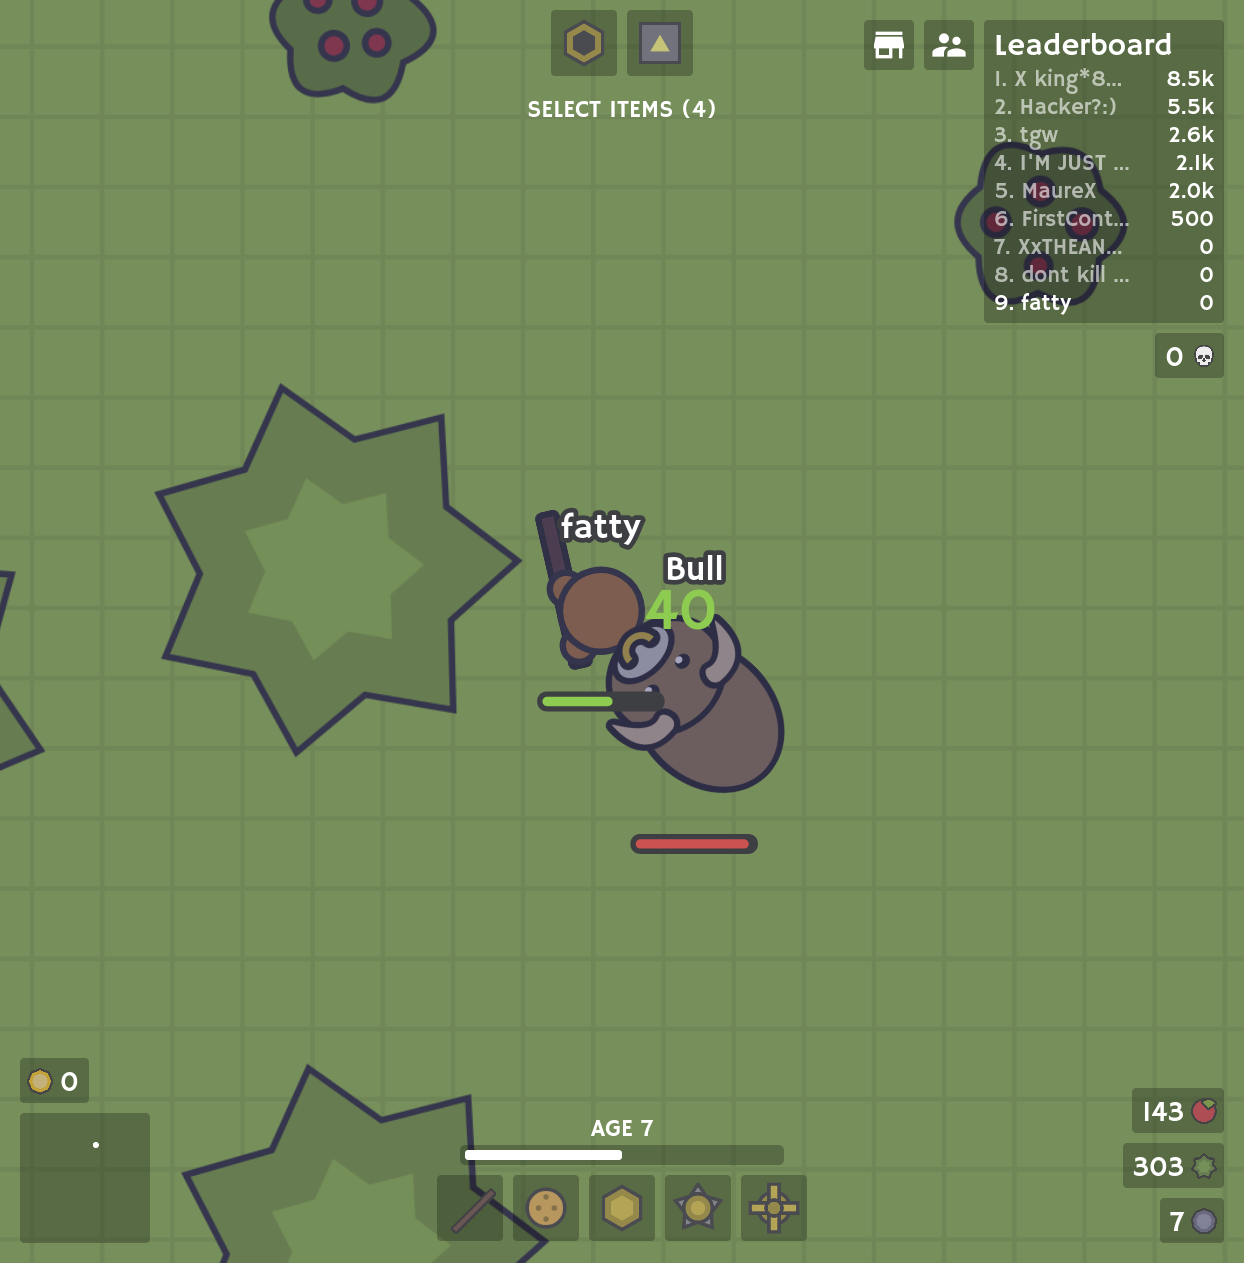 SELECT ITEMS (4)
Leaderboard
1. X king*8... 8.5k
2. Hacker?:) 5.5k
3. tgw 2.6k
4. I'M JUST ... 2.1k
5. MaureX 2.0k
6. FirstCont... 500
7. XxTHEAN... 0
8. dont kill ... 0
9. fatty 0
0
fatty
Bull
40
0
143
303
7
AGE 7